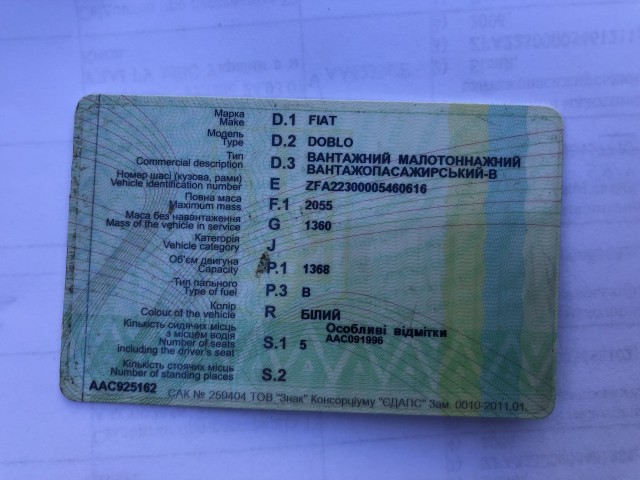 Марка D.1 FIAT
Make
Модель D.2 DOBLO
Type
Тип D.3 ВАНТАЖНИЙ МАЛОТОННАЖНИЙ
Commercial description ВАНТАЖОПАСАЖИРСЬКИЙ-В
Номер шасі (кузова, рами) E ZFA22300005460616
Vehicle identification number
Повна маса F.1 2055
Maximum mass
Маса без навантаження G 1360
Mass of the vehicle in service
Категорія J
Vehicle category
Об'єм двигуна P.1 1368
Capacity
Тип пального P.3 B
Type of fuel
Колір R БІЛИЙ
Colour of the vehicle
Кількість сидячих місць Особливі відмітки
з місцем водія S.1 5 ААС091996
Number of seats
including the driver's seat
Кількість стоячих місць S.2
Number of standing places
ААС925162
САК № 259404 ТОВ "Знак" Консорціуму "ЄДАПС" Зам. 0010-2011.01